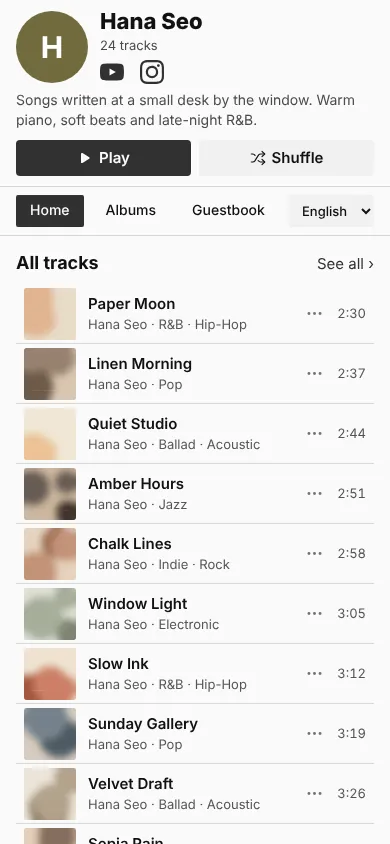 H
Hana Seo
24 tracks
Songs written at a small desk by the window. Warm
piano, soft beats and late-night R&B.
Play
Shuffle
Home
Albums
Guestbook
English
All tracks
See all ›
Paper Moon
Hana Seo · R&B · Hip-Hop
··· 2:30
Linen Morning
Hana Seo · Pop
··· 2:37
Quiet Studio
Hana Seo · Ballad · Acoustic
··· 2:44
Amber Hours
Hana Seo · Jazz
··· 2:51
Chalk Lines
Hana Seo · Indie · Rock
··· 2:58
Window Light
Hana Seo · Electronic
··· 3:05
Slow Ink
Hana Seo · R&B · Hip-Hop
··· 3:12
Sunday Gallery
Hana Seo · Pop
··· 3:19
Velvet Draft
Hana Seo · Ballad · Acoustic
··· 3:26